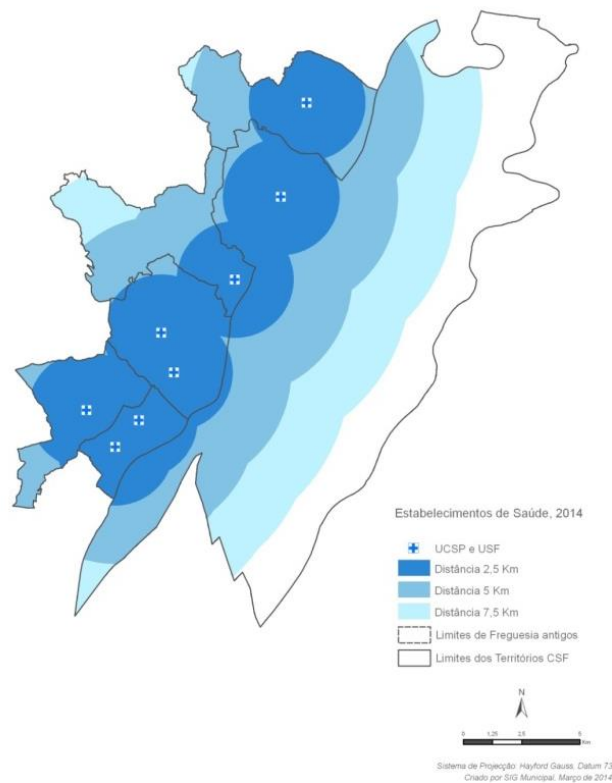 Estabelecimentos de Saúde, 2014
UCSP e USF
Distância 2,5 Km
Distância 5 Km
Distância 7,5 Km
Limites de Freguesia antigos
Limites dos Territórios CSF
N
0 1,25 2,5 5
Km
Sistema de Projecção: Hayford Gauss, Datum 73
Criado por SIG Municipal, Março de 2014